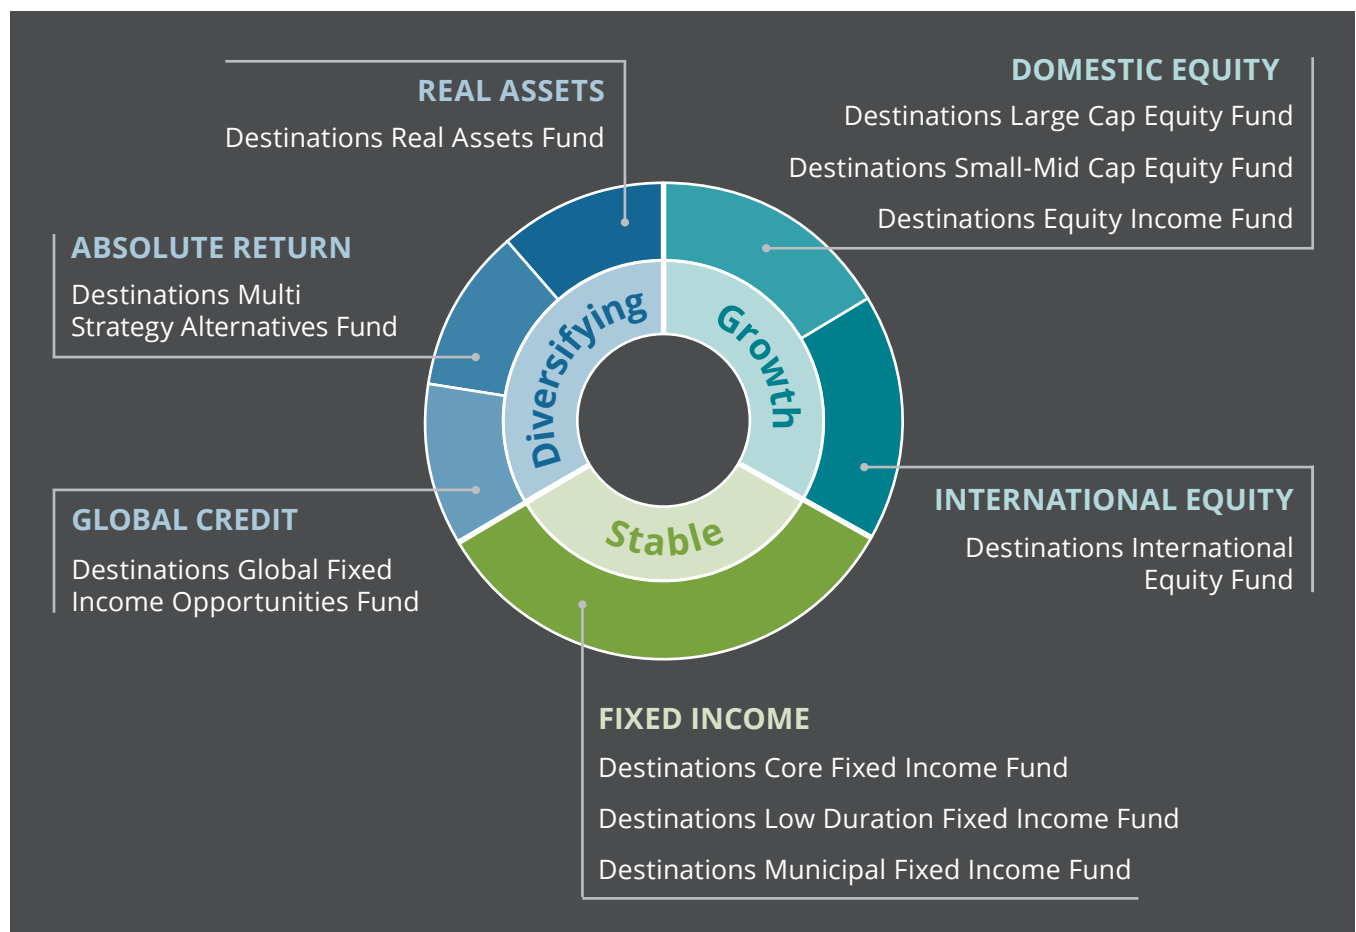 REAL ASSETS
Destinations Real Assets Fund
DOMESTIC EQUITY
Destinations Large Cap Equity Fund
Destinations Small-Mid Cap Equity Fund
Destinations Equity Income Fund
ABSOLUTE RETURN
Destinations Multi
Strategy Alternatives Fund
Diversifying
Growth
Stable
GLOBAL CREDIT
Destinations Global Fixed
Income Opportunities Fund
INTERNATIONAL EQUITY
Destinations International
Equity Fund
FIXED INCOME
Destinations Core Fixed Income Fund
Destinations Low Duration Fixed Income Fund
Destinations Municipal Fixed Income Fund